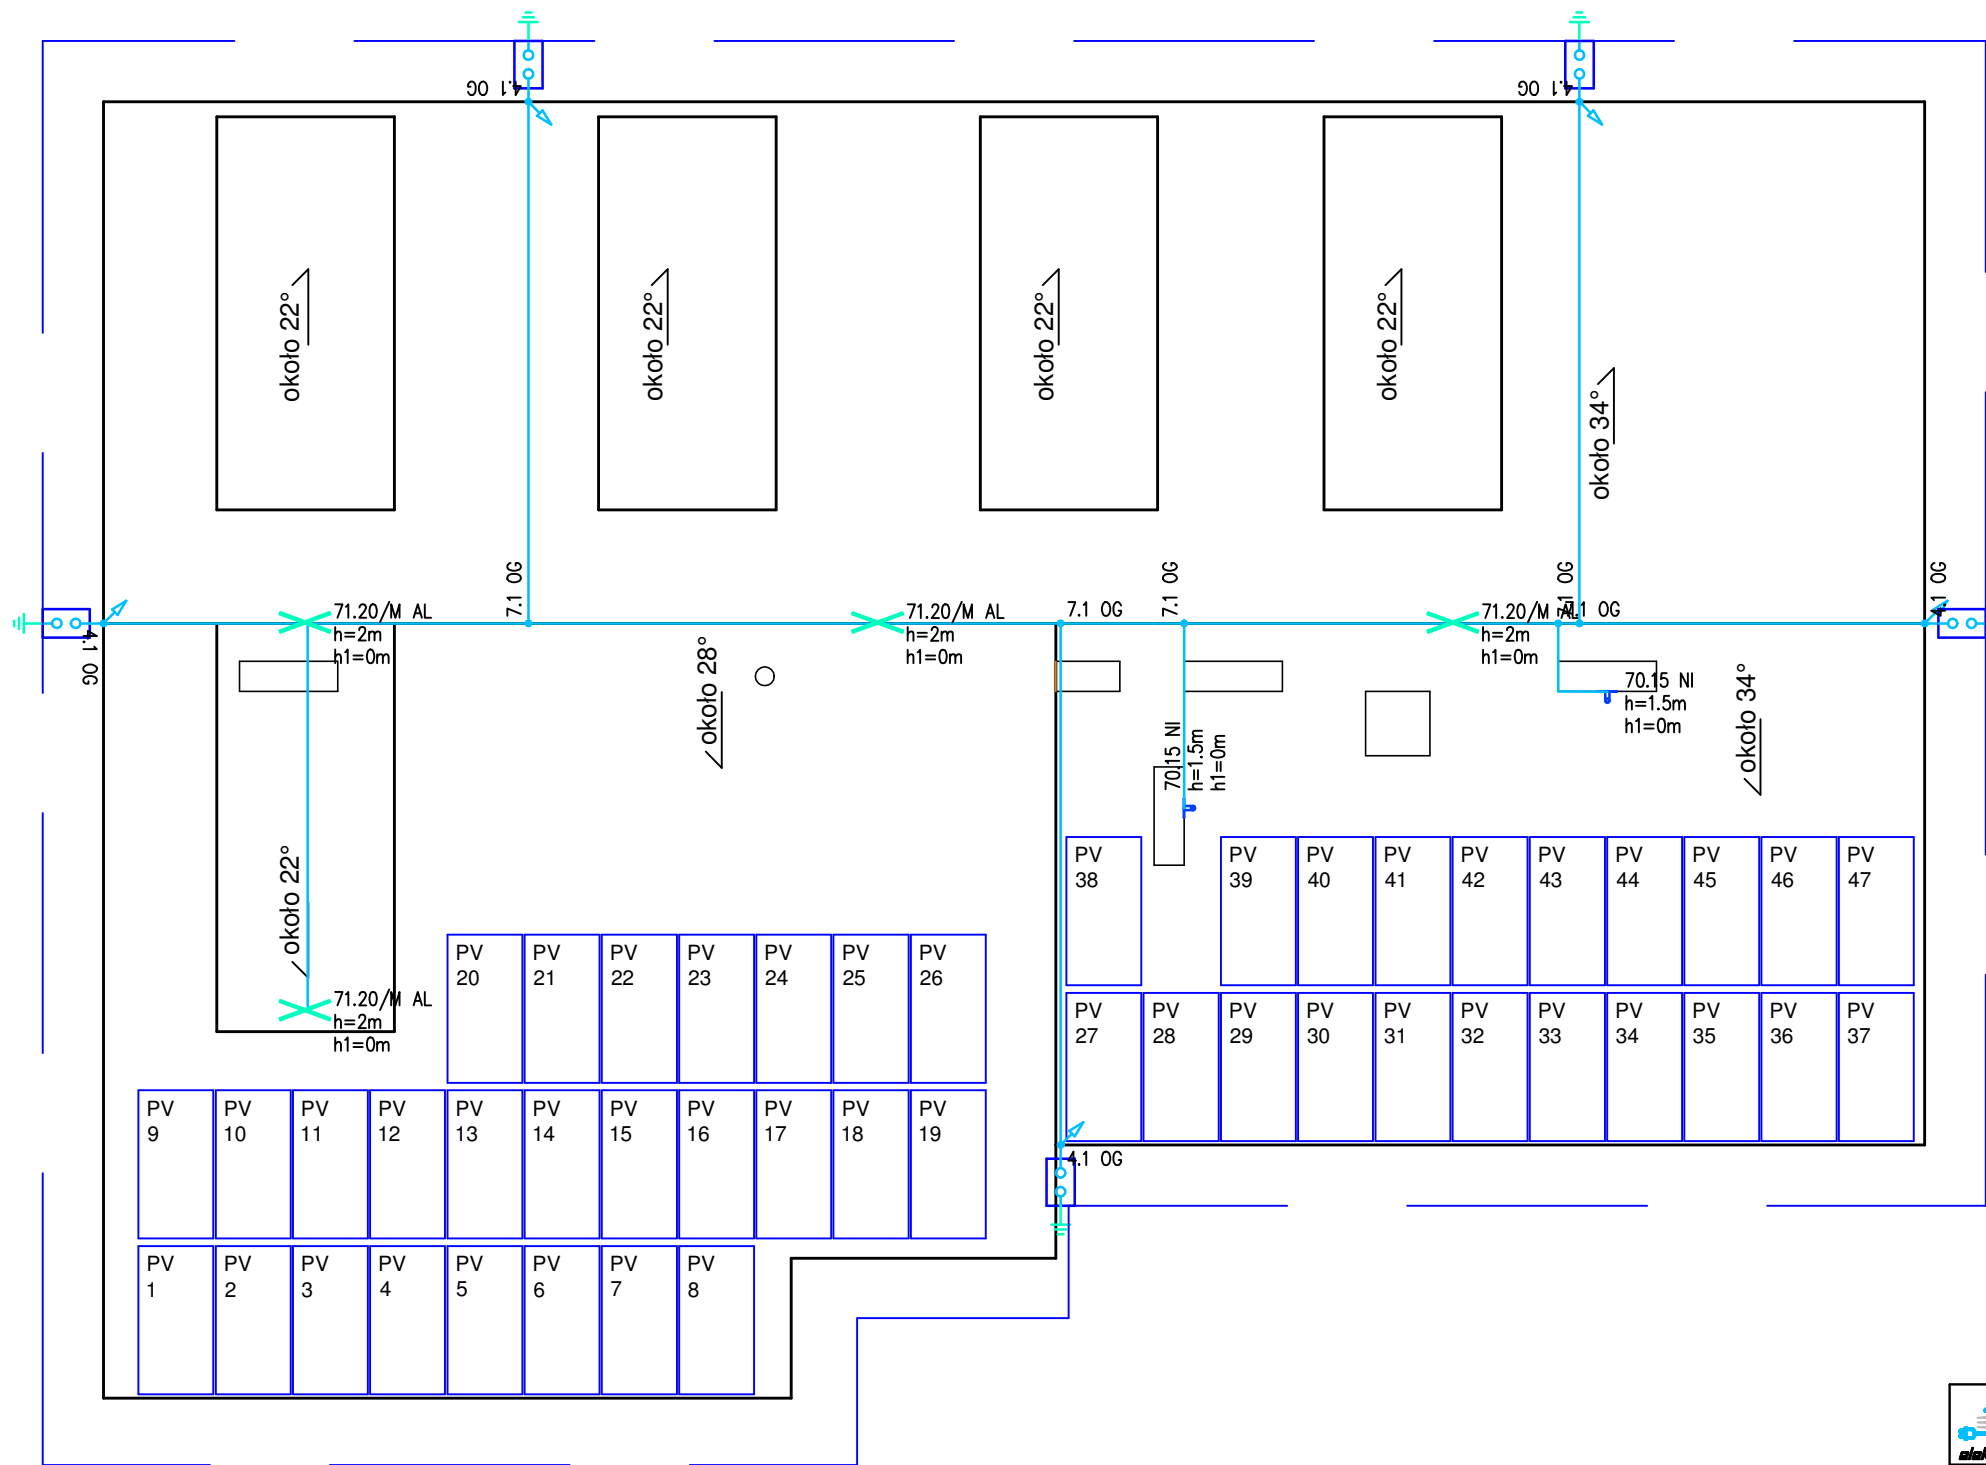 4.1 OG
4.1 OG
około 22°
około 22°
około 22°
około 22°
około 34°
7.1 OG
7.1 OG
7.1 OG
4.1 OG
4.1 OG
71.20/M AL
h=2m
h1=0m
71.20/M AL
h=2m
h1=0m
7.1 OG
71.20/M AL
h=2m
h1=0m
7.1 OG
około 28°
70.15 NI
h=1.5m
h1=0m
70.15 NI
h=1.5m
h1=0m
około 34°
około 22°
71.20/M AL
h=2m
h1=0m
PV
38
PV
39
PV
40
PV
41
PV
42
PV
43
PV
44
PV
45
PV
46
PV
47
PV
20
PV
21
PV
22
PV
23
PV
24
PV
25
PV
26
PV
27
PV
28
PV
29
PV
30
PV
31
PV
32
PV
33
PV
34
PV
35
PV
36
PV
37
PV
9
PV
10
PV
11
PV
12
PV
13
PV
14
PV
15
PV
16
PV
17
PV
18
PV
19
4.1 OG
PV
1
PV
2
PV
3
PV
4
PV
5
PV
6
PV
7
PV
8